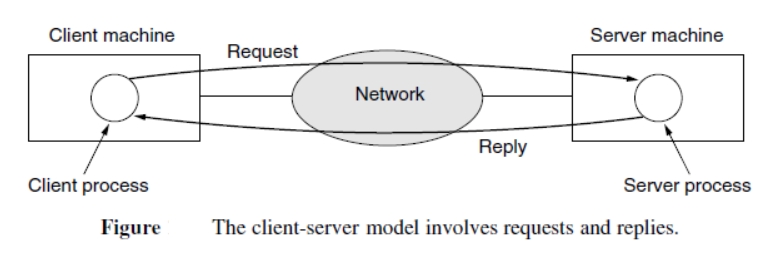 Client machine
Server machine
Request
Network
Reply
Client process
Server process
Figure The client-server model involves requests and replies.